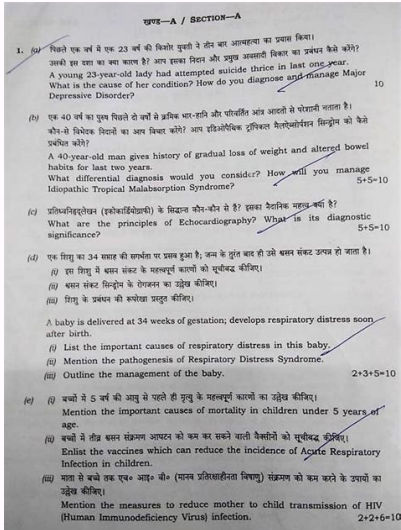 खण्ड—A / SECTION—A
1. (a) पिछले एक वर्ष में एक 23 वर्ष की किशोर युवती ने तीन बार आत्महत्या का प्रयास किया।
उसकी इस दशा का क्या कारण है? आप इसका निदान और प्रमुख अवसादी विकार का प्रबंधन कैसे करेंगे?
A young 23-year-old lady had attempted suicide thrice in last one year.
What is the cause of her condition? How do you diagnose and manage Major
Depressive Disorder? 10
(b) एक 40 वर्ष का पुरुष पिछले दो वर्षों से क्रमिक भार-हानि और परिवर्तित आंत्र आदतों से परेशानी बताता है।
कौन-से विभेदक निदानों का आप विचार करेंगे? आप इडिओपैथिक ट्रॉपिकल मैलऐब्सॉर्पशन सिन्ड्रोम को कैसे
प्रबंधित करेंगे?
A 40-year-old man gives history of gradual loss of weight and altered bowel
habits for last two years.
What differential diagnosis would you consider? How will you manage
Idiopathic Tropical Malabsorption Syndrome? 5+5=10
(c) प्रतिध्वनिहृद्लेखन (इकोकार्डियोग्राफी) के सिद्धान्त कौन-कौन से हैं? इसका नैदानिक महत्व क्या है?
What are the principles of Echocardiography? What is its diagnostic
significance? 5+5=10
(d) एक शिशु का 34 सप्ताह की सगर्भता पर प्रसव हुआ है; जन्म के तुरंत बाद ही उसे श्वसन संकट उत्पन्न हो जाता है।
(i) इस शिशु में श्वसन संकट के महत्वपूर्ण कारणों को सूचीबद्ध कीजिए।
(ii) श्वसन संकट सिन्ड्रोम के रोगजनन का उल्लेख कीजिए।
(iii) शिशु के प्रबंधन की रूपरेखा प्रस्तुत कीजिए।
A baby is delivered at 34 weeks of gestation; develops respiratory distress soon
after birth.
(i) List the important causes of respiratory distress in this baby.
(ii) Mention the pathogenesis of Respiratory Distress Syndrome.
(iii) Outline the management of the baby. 2+3+5=10
(e) (i) बच्चों में 5 वर्ष की आयु से पहले ही मृत्यु के महत्वपूर्ण कारणों का उल्लेख कीजिए।
Mention the important causes of mortality in children under 5 years of
age.
(ii) बच्चों में तीव्र श्वसन संक्रमण आपटन को कम कर सकने वाली वैक्सीनों को सूचीबद्ध कीजिए।
Enlist the vaccines which can reduce the incidence of Acute Respiratory
Infection in children.
(iii) माता से बच्चे तक एच० आइ० वी० (मानव प्रतिरक्षाहीनता विषाणु) संक्रमण को कम करने के उपायों का
उल्लेख कीजिए।
Mention the measures to reduce mother to child transmission of HIV
(Human Immunodeficiency Virus) infection. 2+2+6=10